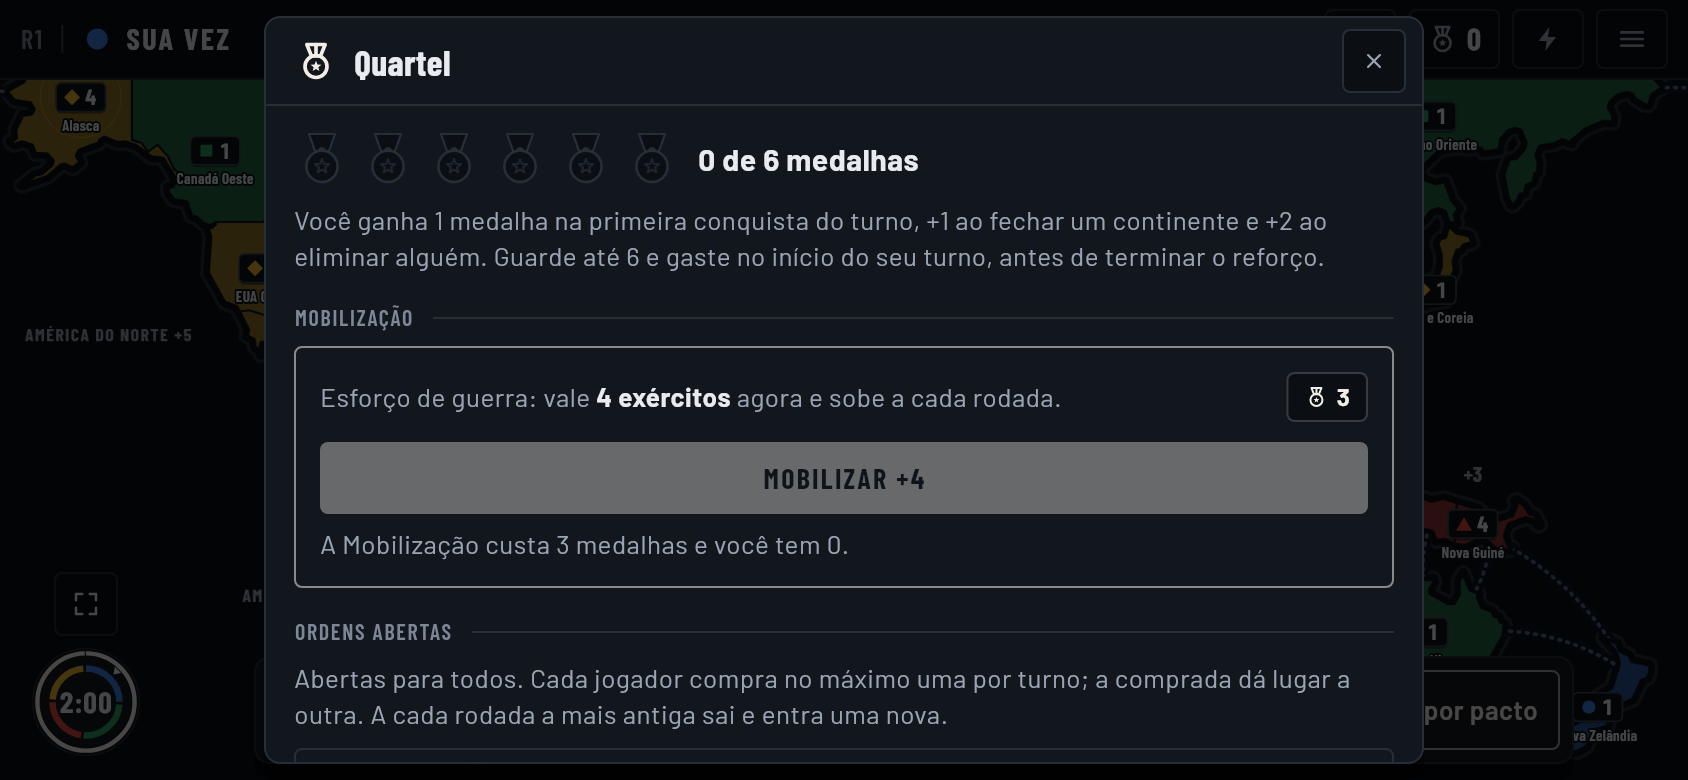 R1
SUA VEZ
Quartel
0
4
Alasca
1
Canadá Oeste
AMÉRICA DO NORTE +5
2:00
0 de 6 medalhas
Você ganha 1 medalha na primeira conquista do turno, +1 ao fechar um continente e +2 ao
eliminar alguém. Guarde até 6 e gaste no início do seu turno, antes de terminar o reforço.
MOBILIZAÇÃO
Esforço de guerra: vale 4 exércitos agora e sobe a cada rodada.
3
MOBILIZAR +4
A Mobilização custa 3 medalhas e você tem 0.
ORDENS ABERTAS
Abertas para todos. Cada jogador compra no máximo uma por turno; a comprada dá lugar a
outra. A cada rodada a mais antiga sai e entra uma nova.
1
Oriente
1
e Coreia
+3
4
Nova Guiné
1
por pacto
1
Zelândia
EUA
AM